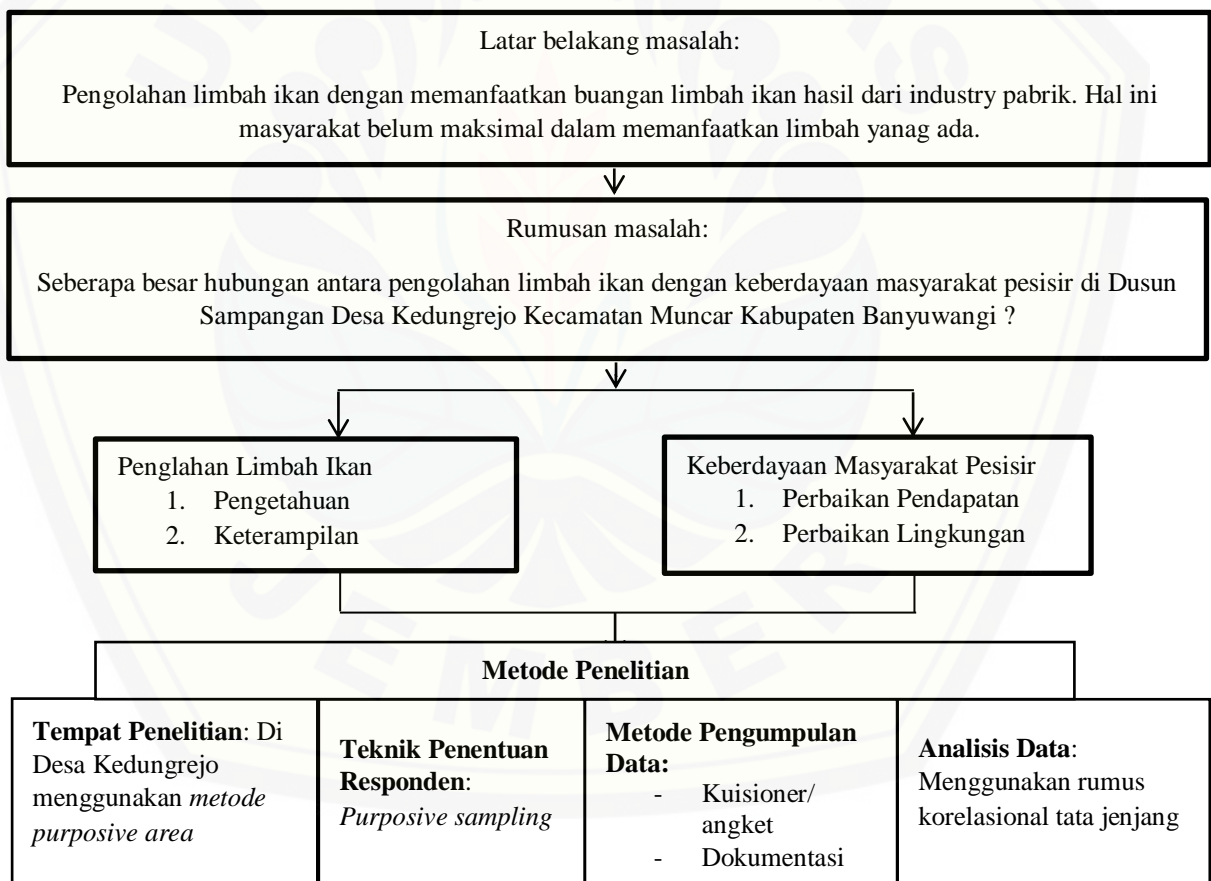 Latar belakang masalah:
Pengolahan limbah ikan dengan memanfaatkan buangan limbah ikan hasil dari industry pabrik. Hal ini
masyarakat belum maksimal dalam memanfaatkan limbah yanag ada.
Rumusan masalah:
Seberapa besar hubungan antara pengolahan limbah ikan dengan keberdayaan masyarakat pesisir di Dusun
Sampangan Desa Kedungrejo Kecamatan Muncar Kabupaten Banyuwangi ?
Penglahan Limbah Ikan
1. Pengetahuan
2. Keterampilan
Keberdayaan Masyarakat Pesisir
1. Perbaikan Pendapatan
2. Perbaikan Lingkungan
Metode Penelitian
Tempat Penelitian: Di
Desa Kedungrejo
menggunakan metode
purposive area
Teknik Penentuan
Responden:
Purposive sampling
Metode Pengumpulan
Data:
- Kuisioner/
angket
- Dokumentasi
Analisis Data:
Menggunakan rumus
korelasional tata jenjang
JEMBER